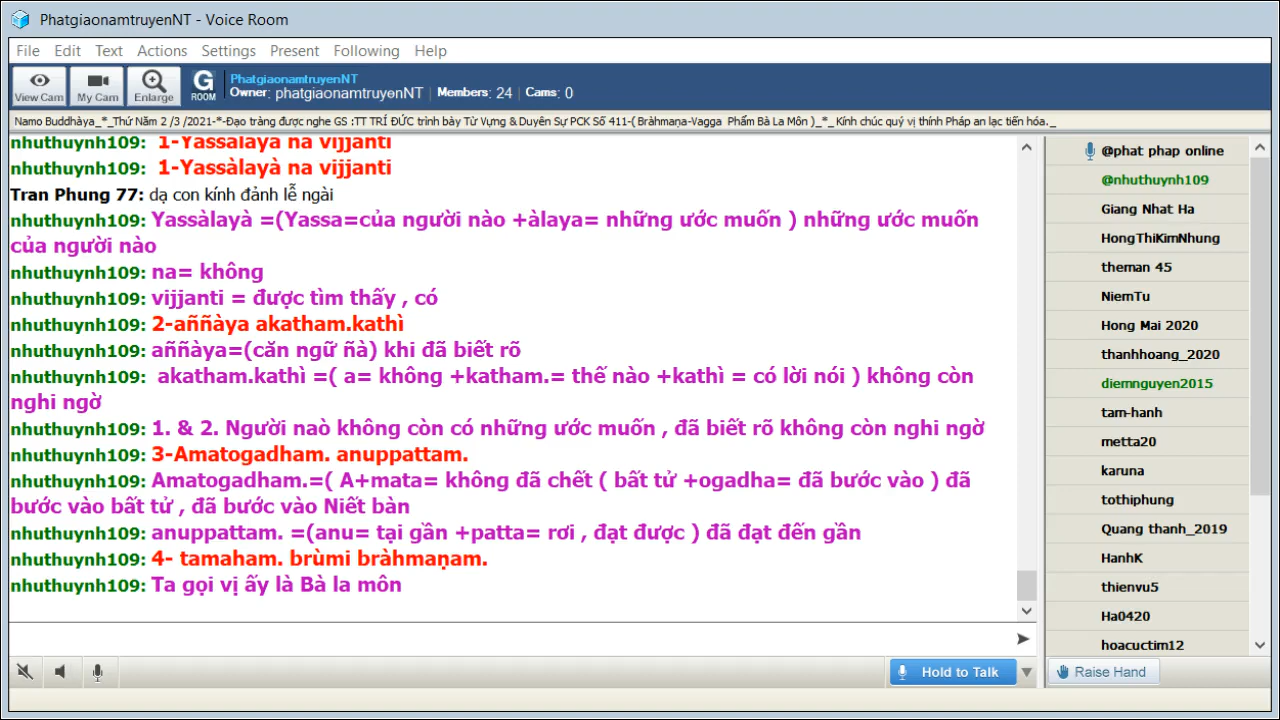 PhatgiaonamtruyenNT - Voice Room
File Edit Text Actions Settings Present Following Help
View Cam My Cam Enlarge G ROOM PhatgiaonamtruyenNT
Owner: phatgiaonamtruyenNT | Members: 24 | Cams: 0
Namo Buddhàya_*_Thứ Năm 2 /3 /2021-*-Đạo tràng được nghe GS :TT TRÍ ĐỨC trình bày Từ Vựng & Duyên Sự PCK Số 411-( Bràhmaṇa-Vagga Phẩm Bà La Môn )_*_ Kính chúc quý vị thính Pháp an lạc tiến hóa._
nhuthuynh109: 1-Yassàlayà na vijjanti
nhuthuynh109: 1-Yassàlayà na vijjanti
Tran Phung 77: dạ con kính đảnh lễ ngài
nhuthuynh109: Yassàlayà =(Yassa=của người nào +àlaya= những ước muốn ) những ước muốn
của người nào
nhuthuynh109: na= không
nhuthuynh109: vijjanti = được tìm thấy , có
nhuthuynh109: 2-aññàya akatham.kathì
nhuthuynh109: aññàya=(căn ngữ ñà) khi đã biết rõ
nhuthuynh109: akatham.kathì =( a= không +katham.= thế nào +kathì = có lời nói ) không còn
nghi ngờ
nhuthuynh109: 1. & 2. Người naò không còn có những ước muốn , đã biết rõ không còn nghi ngờ
nhuthuynh109: 3-Amatogadham. anuppattam.
nhuthuynh109: Amatogadham.=( A+mata= không đã chết ( bất tử +ogadha= đã bước vào ) đã
bước vào bất tử , đã bước vào Niết bàn
nhuthuynh109: anuppattam. =(anu= tại gần +patta= rơi , đạt được ) đã đạt đến gần
nhuthuynh109: 4- tamaham. brùmi bràhmaṇam.
nhuthuynh109: Ta gọi vị ấy là Bà la môn
@phat phap online
@nhuthuynh109
Giang Nhat Ha
HongThiKimNhung
theman 45
NiemTu
Hong Mai 2020
thanhhoang_2020
diemnguyen2015
tam-hanh
metta20
karuna
tothiphung
Quang thanh_2019
HanhK
thienvu5
Ha0420
hoacuctim12
Hold to Talk
Raise Hand